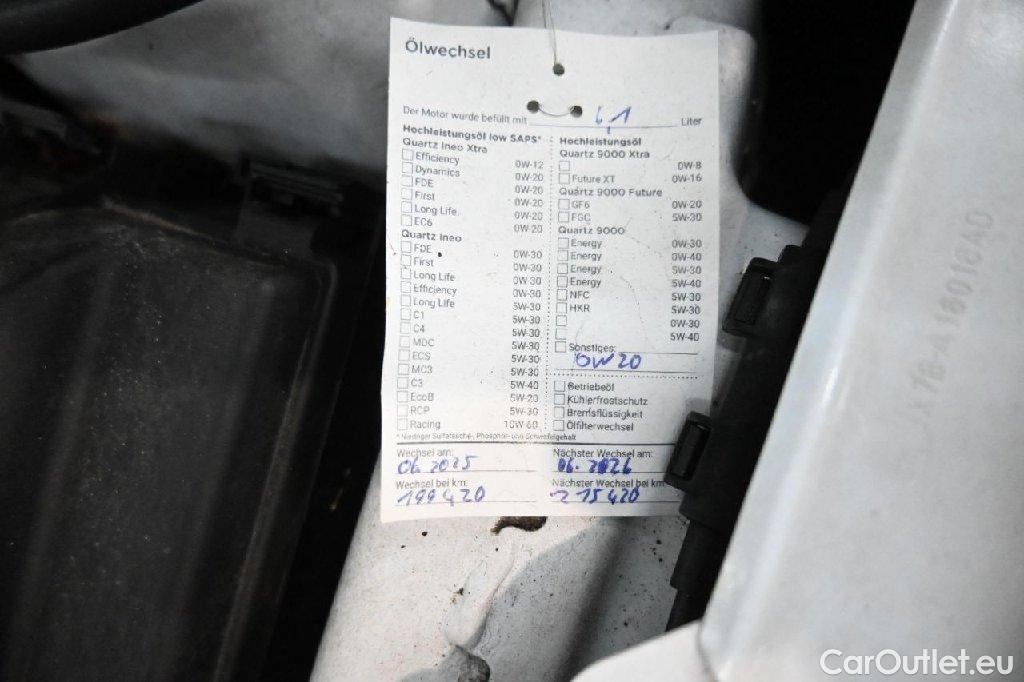 Ölwechsel
Der Motor wurde befüllt mit 6,1 Liter
Hochleistungsöl low SAPS*
Quartz Ineo Xtra
Efficiency 0W-12
Dynamics 0W-20
FDE 0W-20
First 0W-20
Long Life 0W-20
EC6 0W-20
Quartz Ineo
FDE 0W-30
First 0W-30
Long Life 0W-30
Efficiency 0W-30
Long Life 5W-30
C1 5W-30
C4 5W-30
MDC 5W-30
ECS 5W-30
MC3 5W-30
C3 5W-40
EcoB 5W-20
RCP 5W-30
Racing 10W-60
* Niedriger Sulfatasche-, Phosphor- und Schwefelgehalt
Hochleistungsöl
Quartz 9000 Xtra
0W-8
Future XT 0W-16
Quartz 9000 Future
GF6 0W-20
FGC 5W-30
Quartz 9000
Energy 0W-30
Energy 0W-40
Energy 5W-30
Energy 5W-40
NFC 5W-30
HKR 5W-30
0W-30
5W-40
Sonstiges:
0W20
Getriebeöl
Kühlerfrostschutz
Bremsflüssigkeit
Ölfilterwechsel
Wechsel am:
06.2025
Nächster Wechsel am:
06.2026
Wechsel bei km:
199420
Nächster Wechsel bei km:
215420
CarOutlet.eu